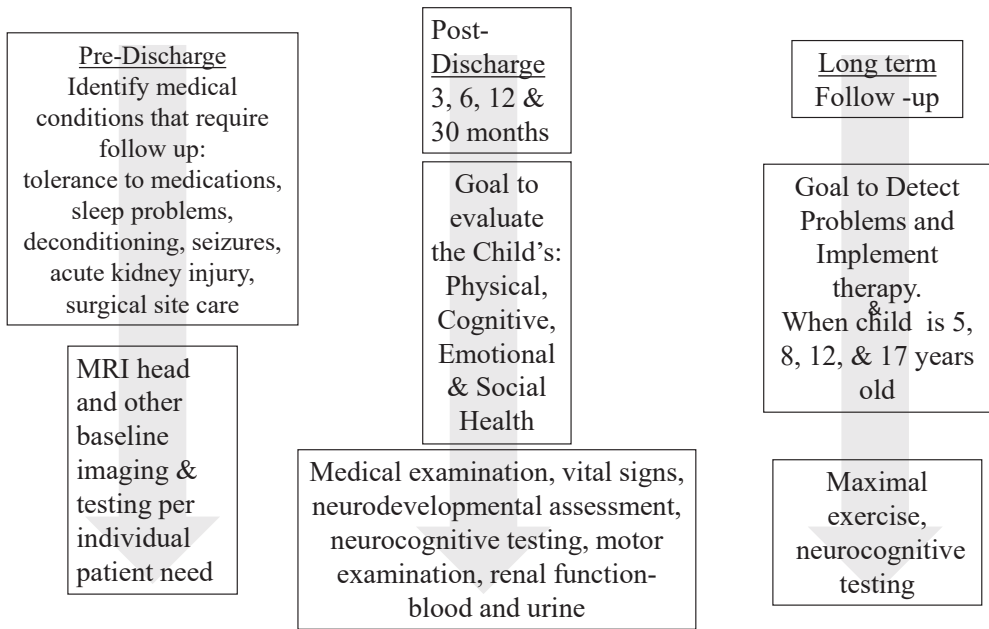 Pre-Discharge
Identify medical
conditions that require
follow up:
tolerance to medications,
sleep problems,
deconditioning, seizures,
acute kidney injury,
surgical site care
MRI head
and other
baseline
imaging &
testing per
individual
patient need
Post-
Discharge
3, 6, 12 &
30 months
Goal to
evaluate
the Child’s:
Physical,
Cognitive,
Emotional
& Social
Health
Medical examination, vital signs,
neurodevelopmental assessment,
neurocognitive testing, motor
examination, renal function-
blood and urine
Long term
Follow -up
Goal to Detect
Problems and
Implement
therapy.
&
When child is 5,
8, 12, & 17 years
old
Maximal
exercise,
neurocognitive
testing